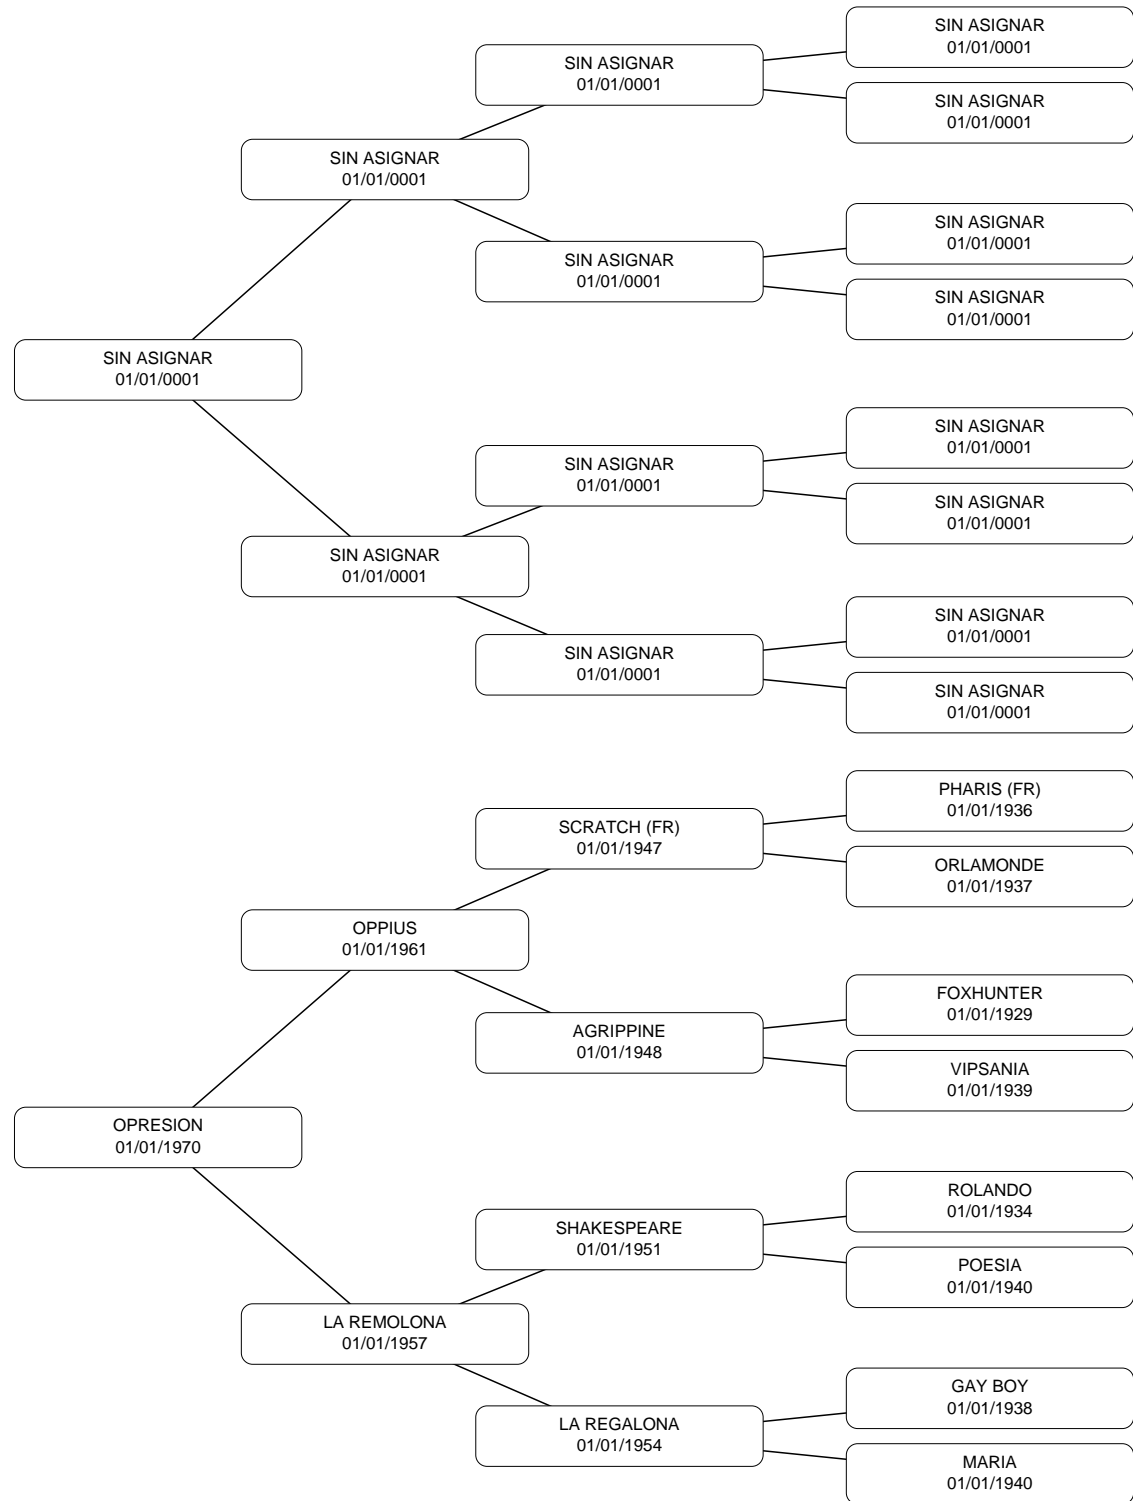 SIN ASIGNAR
01/01/0001
SIN ASIGNAR
01/01/0001
SIN ASIGNAR
01/01/0001
SIN ASIGNAR
01/01/0001
SIN ASIGNAR
01/01/0001
SIN ASIGNAR
01/01/0001
SIN ASIGNAR
01/01/0001
SIN ASIGNAR
01/01/0001
SIN ASIGNAR
01/01/0001
SIN ASIGNAR
01/01/0001
SIN ASIGNAR
01/01/0001
SIN ASIGNAR
01/01/0001
SIN ASIGNAR
01/01/0001
SIN ASIGNAR
01/01/0001
SIN ASIGNAR
01/01/0001
PHARIS (FR)
01/01/1936
SCRATCH (FR)
01/01/1947
ORLAMONDE
01/01/1937
OPPIUS
01/01/1961
FOXHUNTER
01/01/1929
AGRIPPINE
01/01/1948
VIPSANIA
01/01/1939
OPRESION
01/01/1970
ROLANDO
01/01/1934
SHAKESPEARE
01/01/1951
POESIA
01/01/1940
LA REMOLONA
01/01/1957
GAY BOY
01/01/1938
LA REGALONA
01/01/1954
MARIA
01/01/1940